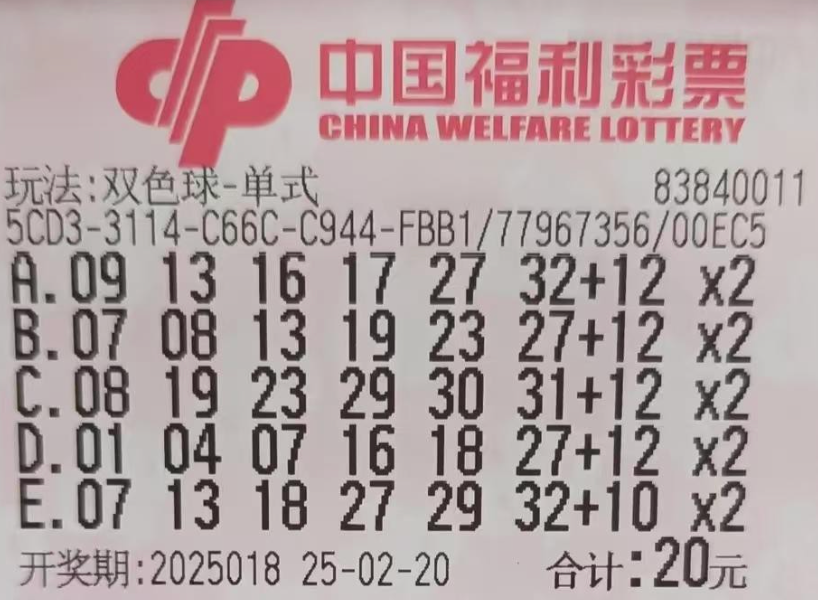 中国福利彩票
CHINA WELFARE LOTTERY
玩法:双色球-单式 83840011
5CD3-3114-C66C-C944-FBB1/77967356/00EC5
A.09 13 16 17 27 32+12 x2
B.07 08 13 19 23 27+12 x2
C.08 19 23 29 30 31+12 x2
D.01 04 07 16 18 27+12 x2
E.07 13 18 27 29 32+10 x2
开奖期:2025018 25-02-20 合计:20元